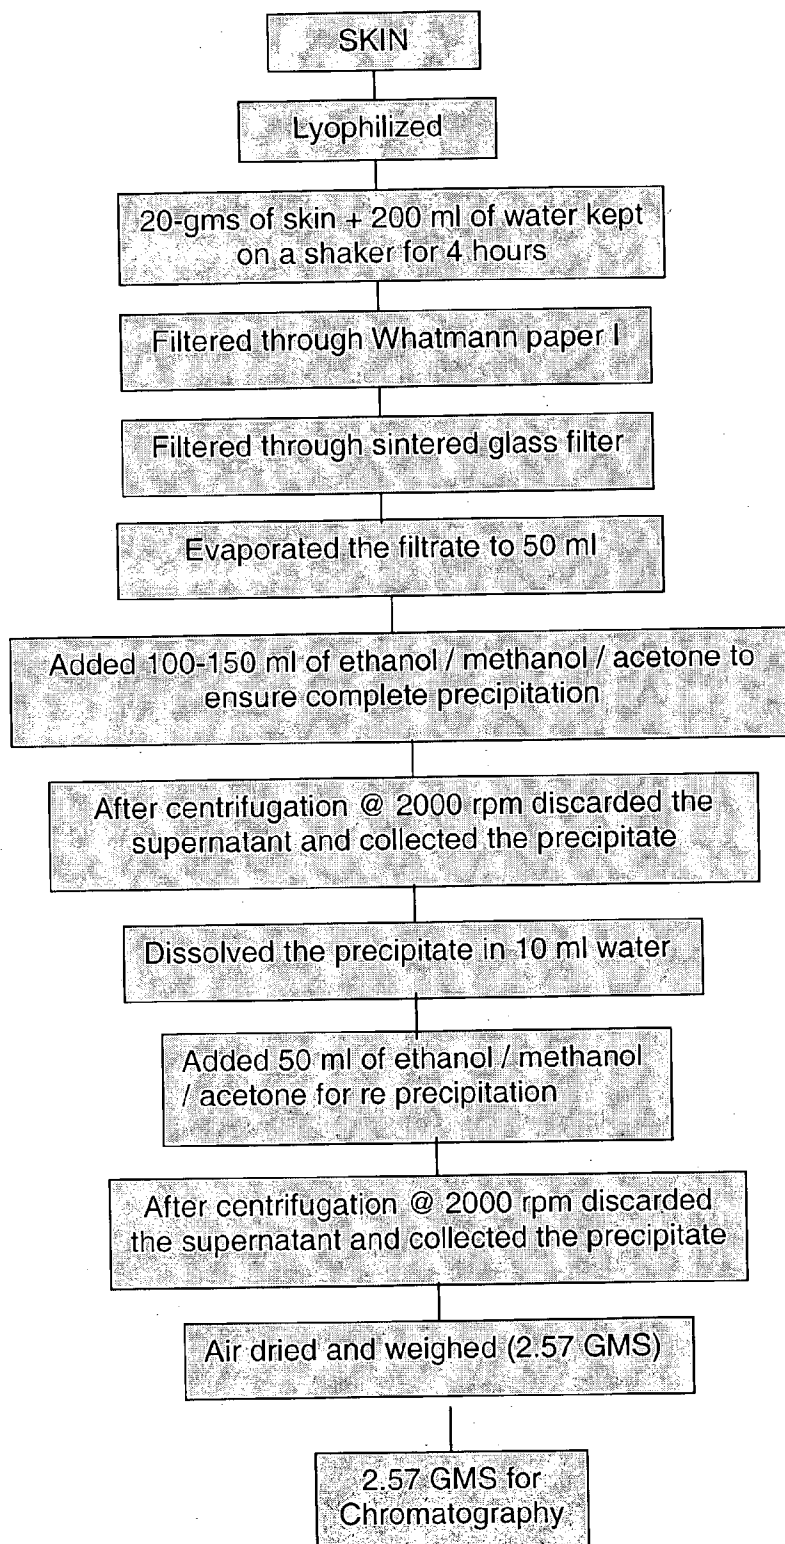 SKIN
Lyophilized
20-gms of skin + 200 ml of water kept
on a shaker for 4 hours
Filtered through Whatmann paper I
Filtered through sintered glass filter
Evaporated the filtrate to 50 ml
Added 100-150 ml of ethanol / methanol / acetone to
ensure complete precipitation
After centrifugation @ 2000 rpm discarded the
supernatant and collected the precipitate
Dissolved the precipitate in 10 ml water
Added 50 ml of ethanol / methanol
/ acetone for re precipitation
After centrifugation @ 2000 rpm discarded
the supernatant and collected the precipitate
Air dried and weighed (2.57 GMS)
2.57 GMS for
Chromatography